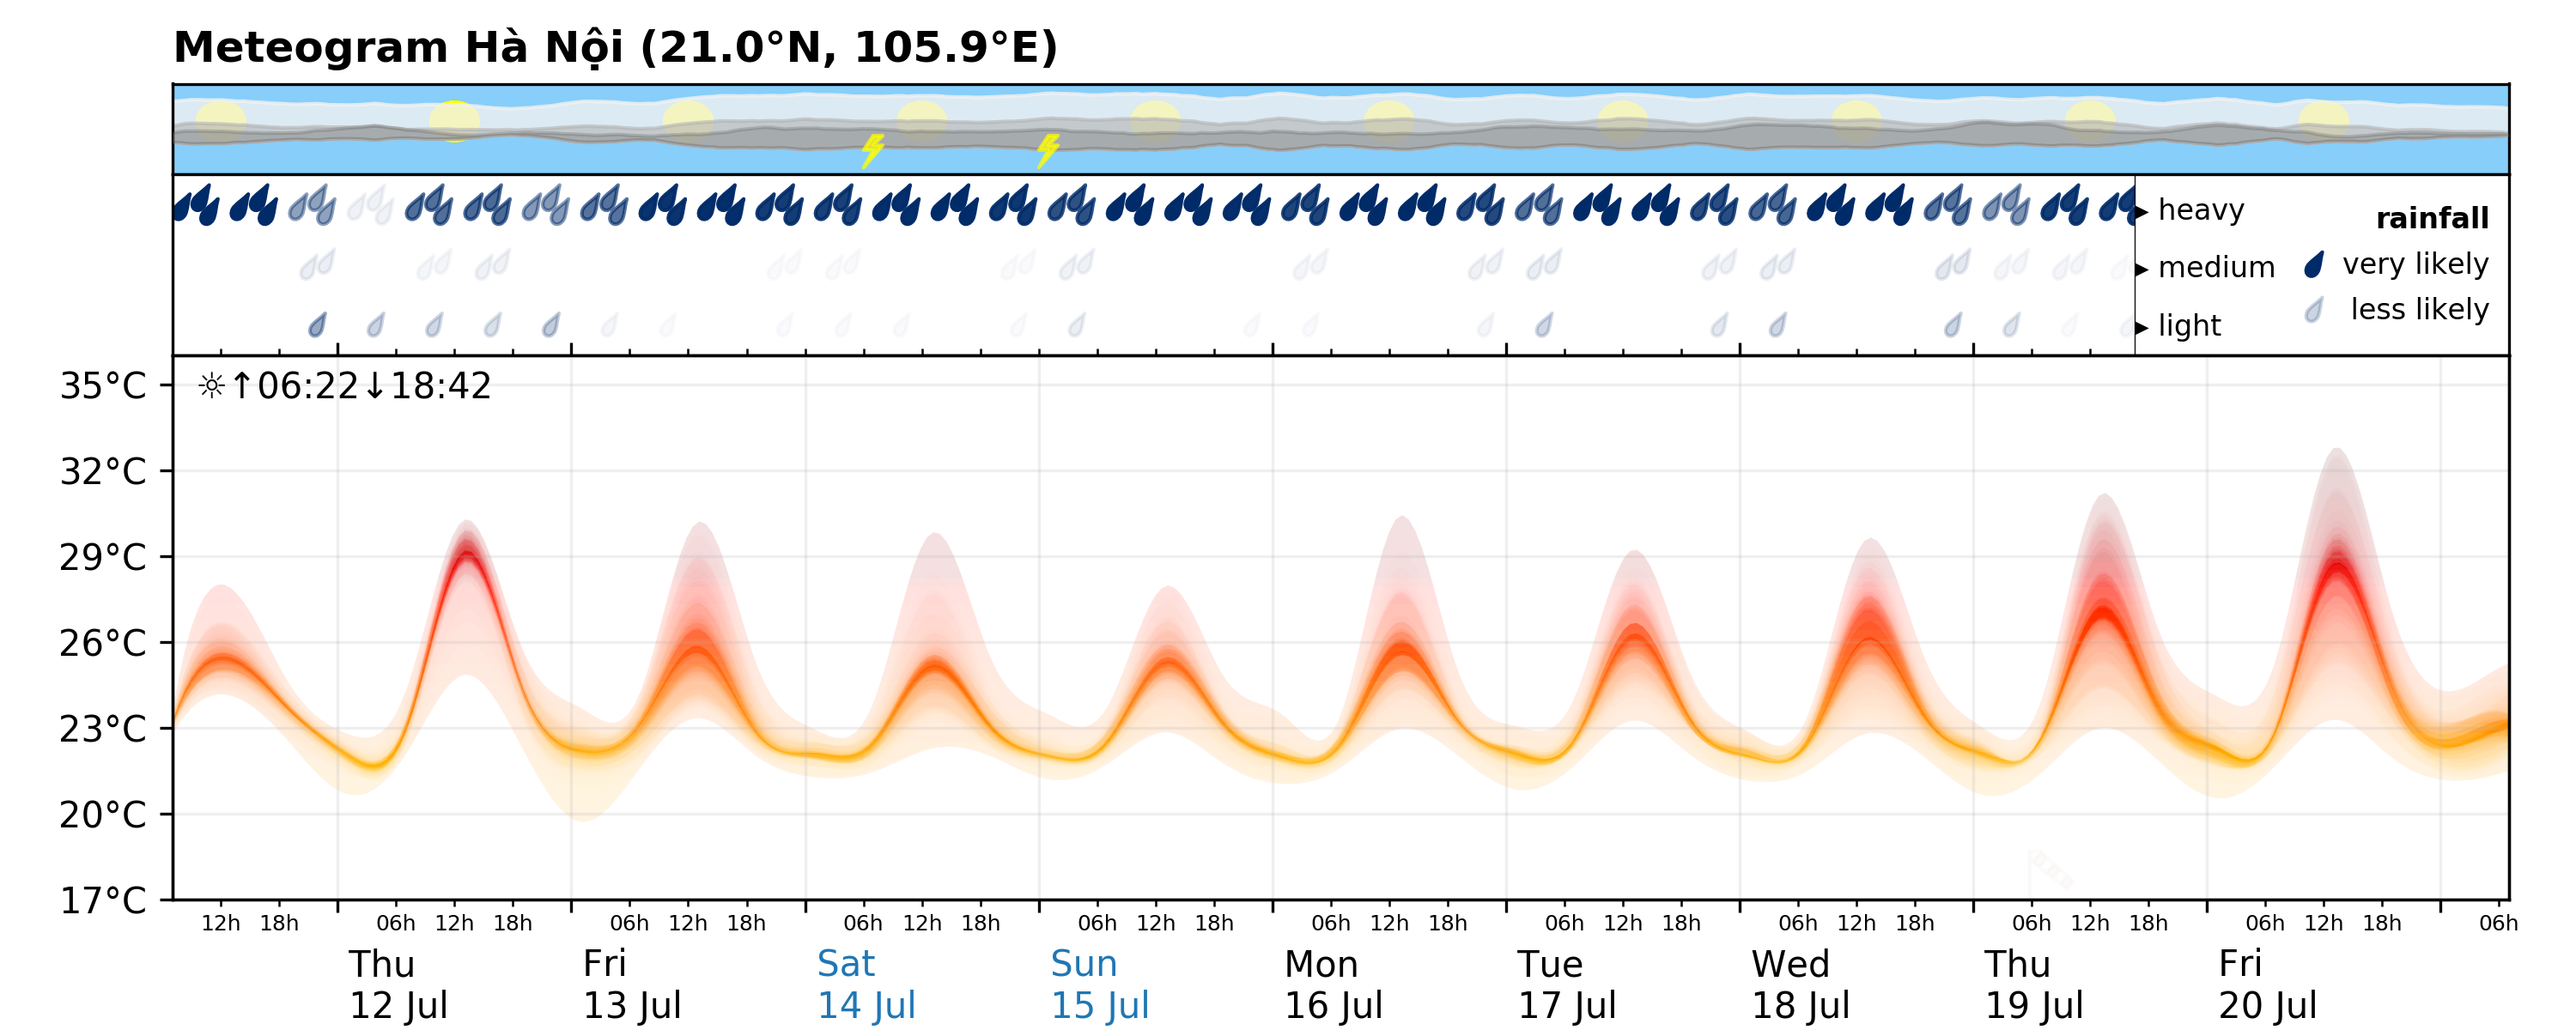 Meteogram Hà Nội (21.0°N, 105.9°E)
heavy
rainfall
medium
very likely
light
less likely
☼↑06:22↓18:42
35°C
32°C
29°C
26°C
23°C
20°C
17°C
12h 18h 06h 12h 18h 06h 12h 18h 06h 12h 18h 06h 12h 18h 06h 12h 18h 06h 12h 18h 06h 12h 18h 06h 12h 18h 06h 12h 18h 06h
Thu Fri Sat Sun Mon Tue Wed Thu Fri
12 Jul 13 Jul 14 Jul 15 Jul 16 Jul 17 Jul 18 Jul 19 Jul 20 Jul